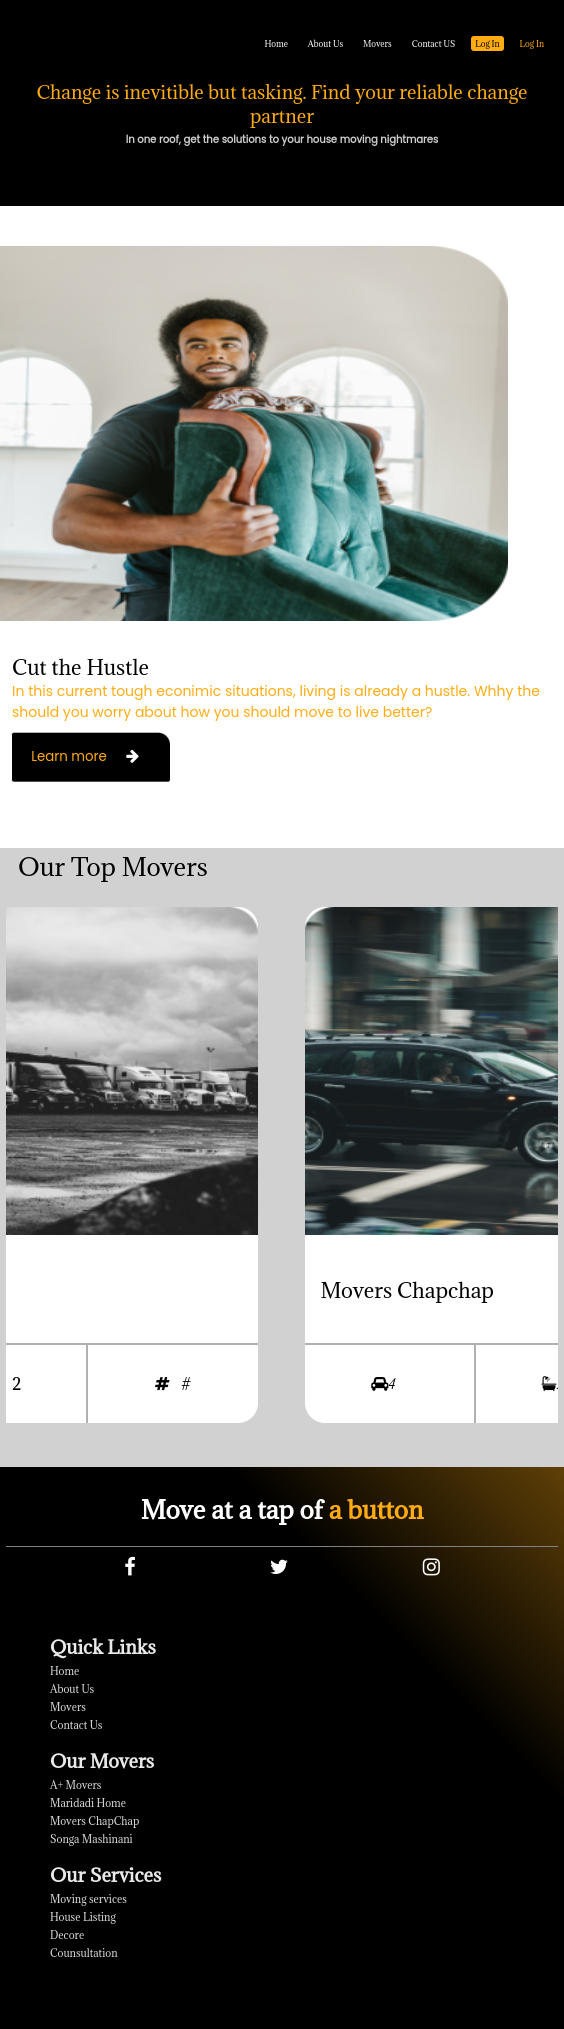 Home About Us Movers Contact US Log In Log In
Change is inevitible but tasking. Find your reliable change
partner
In one roof, get the solutions to your house moving nightmares
Cut the Hustle
In this current tough econimic situations, living is already a hustle. Whhy the
should you worry about how you should move to live better?
Learn more
Our Top Movers
Movers Chapchap
2 # # 4
Move at a tap of a button
Quick Links
Home
About Us
Movers
Contact Us
Our Movers
A+ Movers
Maridadi Home
Movers ChapChap
Songa Mashinani
Our Services
Moving services
House Listing
Decore
Counsultation